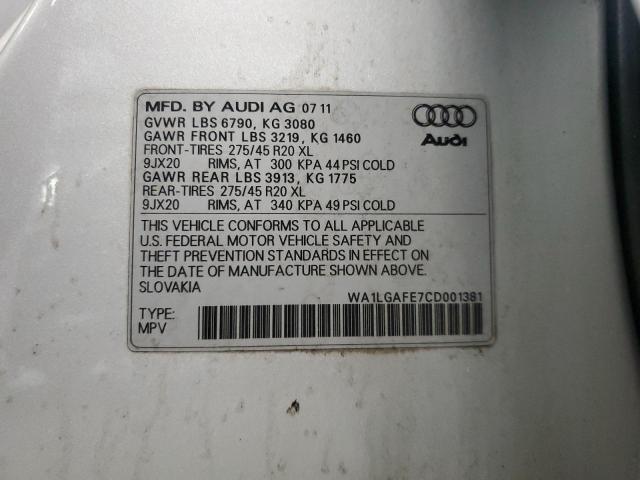 MFD. BY AUDI AG 07 11
GVWR LBS 6790, KG 3080
GAWR FRONT LBS 3219, KG 1460
FRONT-TIRES 275/45 R20 XL
9JX20 RIMS, AT 300 KPA 44 PSI COLD
GAWR REAR LBS 3913, KG 1775
REAR-TIRES 275/45 R20 XL
9JX20 RIMS, AT 340 KPA 49 PSI COLD
Audi
THIS VEHICLE CONFORMS TO ALL APPLICABLE
U.S. FEDERAL MOTOR VEHICLE SAFETY AND
THEFT PREVENTION STANDARDS IN EFFECT ON
THE DATE OF MANUFACTURE SHOWN ABOVE.
SLOVAKIA
WA1LGAFE7CD001381
TYPE:
MPV